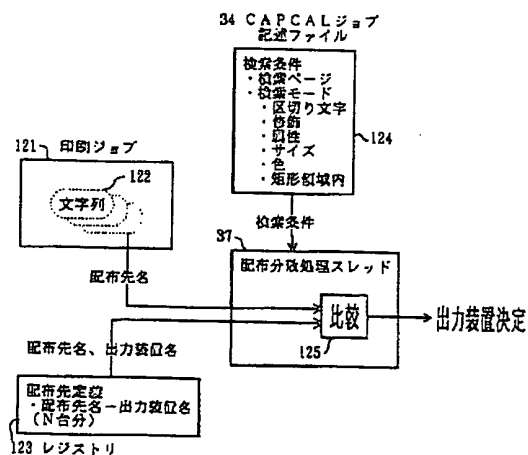 34 CAPCALジョブ
記述ファイル
検索条件
・検索ページ
・検索モード
・区切り文字
・修飾
・属性
・サイズ
・色
・矩形領域内
124
121 印刷ジョブ
122
文字列
検索条件
37
配布分散処理スレッド
配布先名
比較
125
出力装置決定
配布先名、出力装置名
配布先定義
・配布先名−出力装置名
(N台分)
123 レジストリ